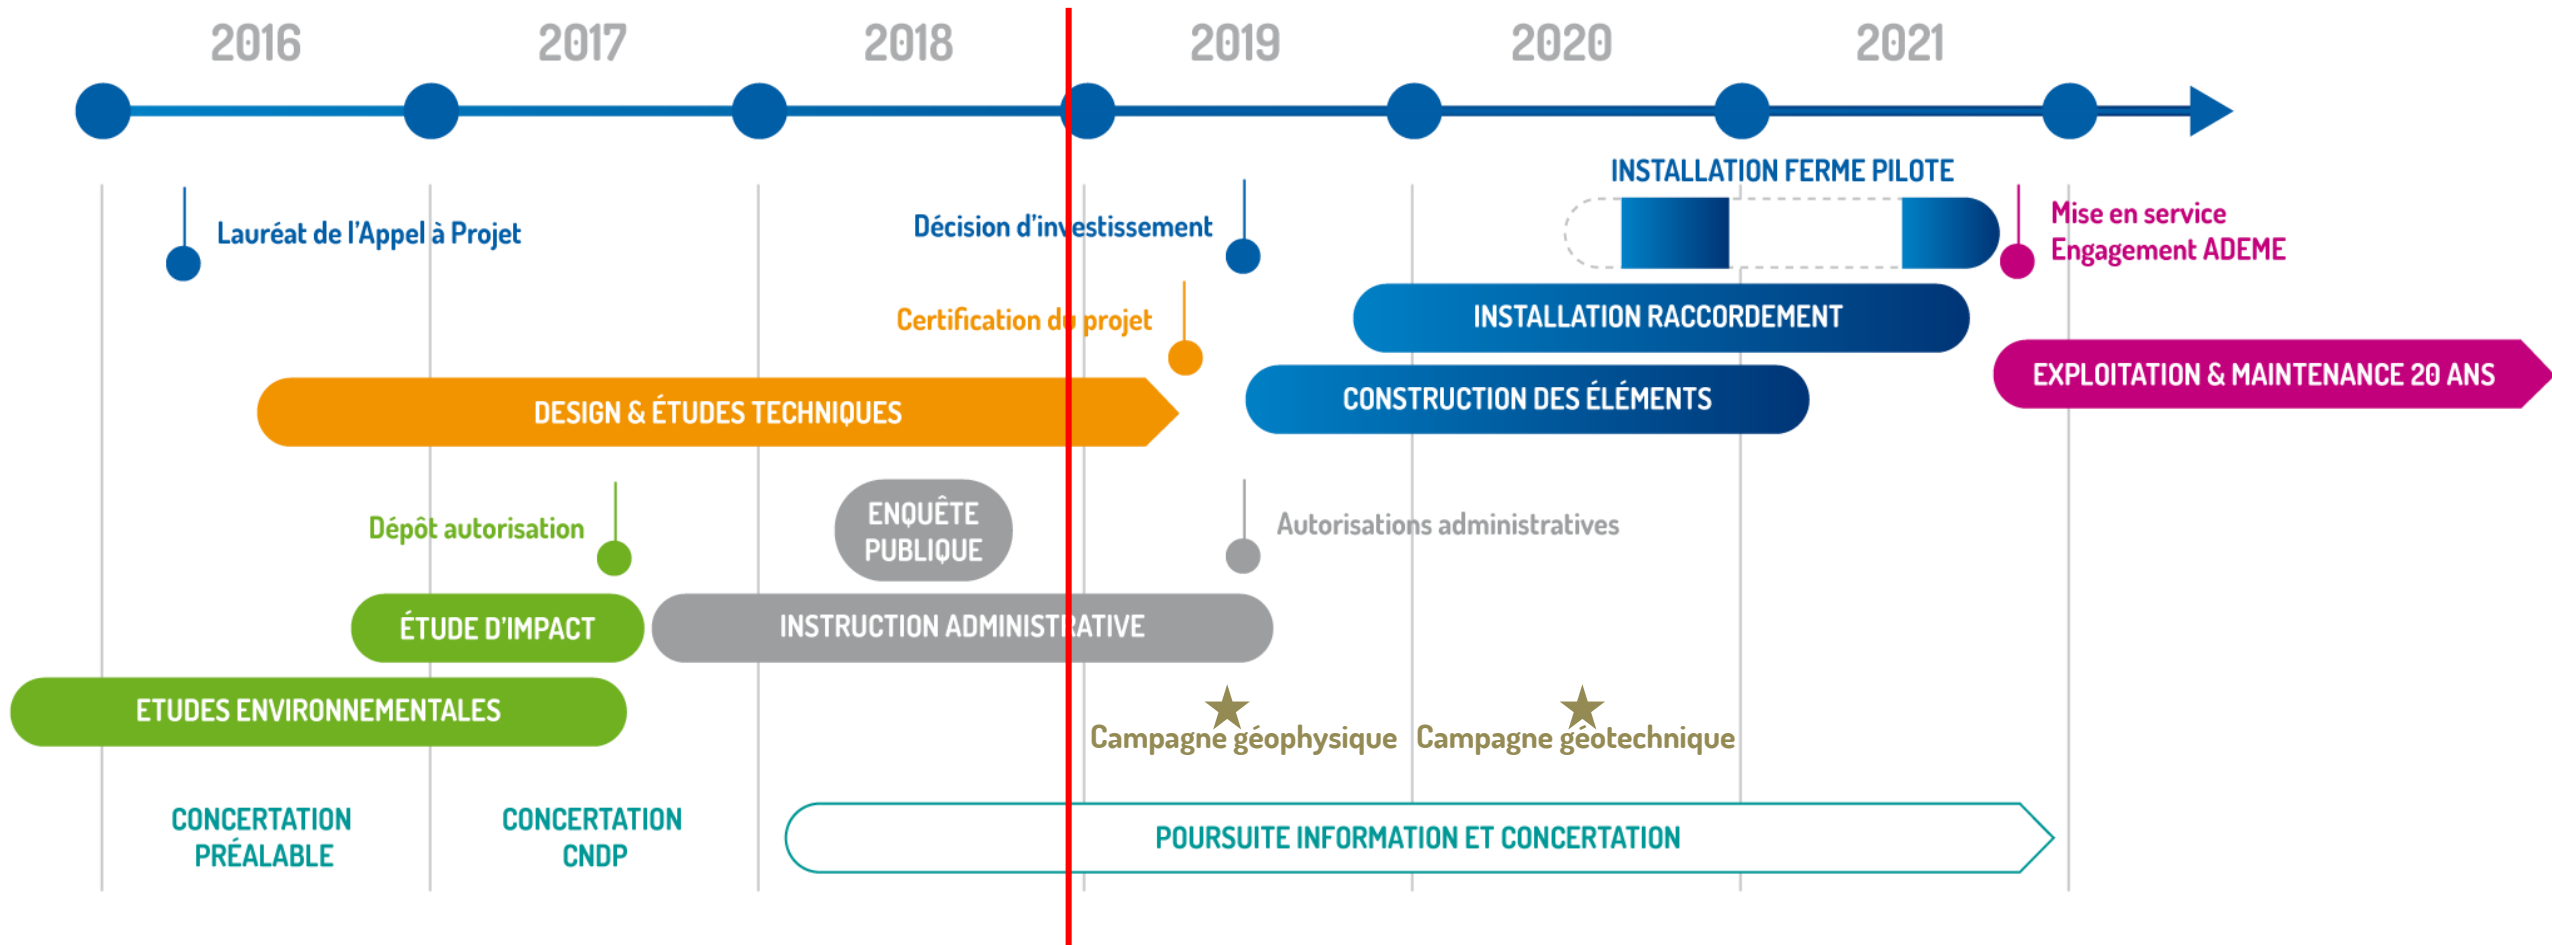 2016 2017 2018 2019 2020 2021
INSTALLATION FERME PILOTE
Lauréat de l'Appel à Projet
Décision d'investissement
Mise en service
Engagement ADEME
Certification du projet
INSTALLATION RACCORDEMENT
EXPLOITATION & MAINTENANCE 20 ANS
DESIGN & ÉTUDES TECHNIQUES
CONSTRUCTION DES ÉLÉMENTS
Dépôt autorisation
ENQUÊTE
PUBLIQUE
Autorisations administratives
ÉTUDE D'IMPACT
INSTRUCTION ADMINISTRATIVE
ETUDES ENVIRONNEMENTALES
Campagne géophysique
Campagne géotechnique
CONCERTATION
PRÉALABLE
CONCERTATION
CNDP
POURSUITE INFORMATION ET CONCERTATION